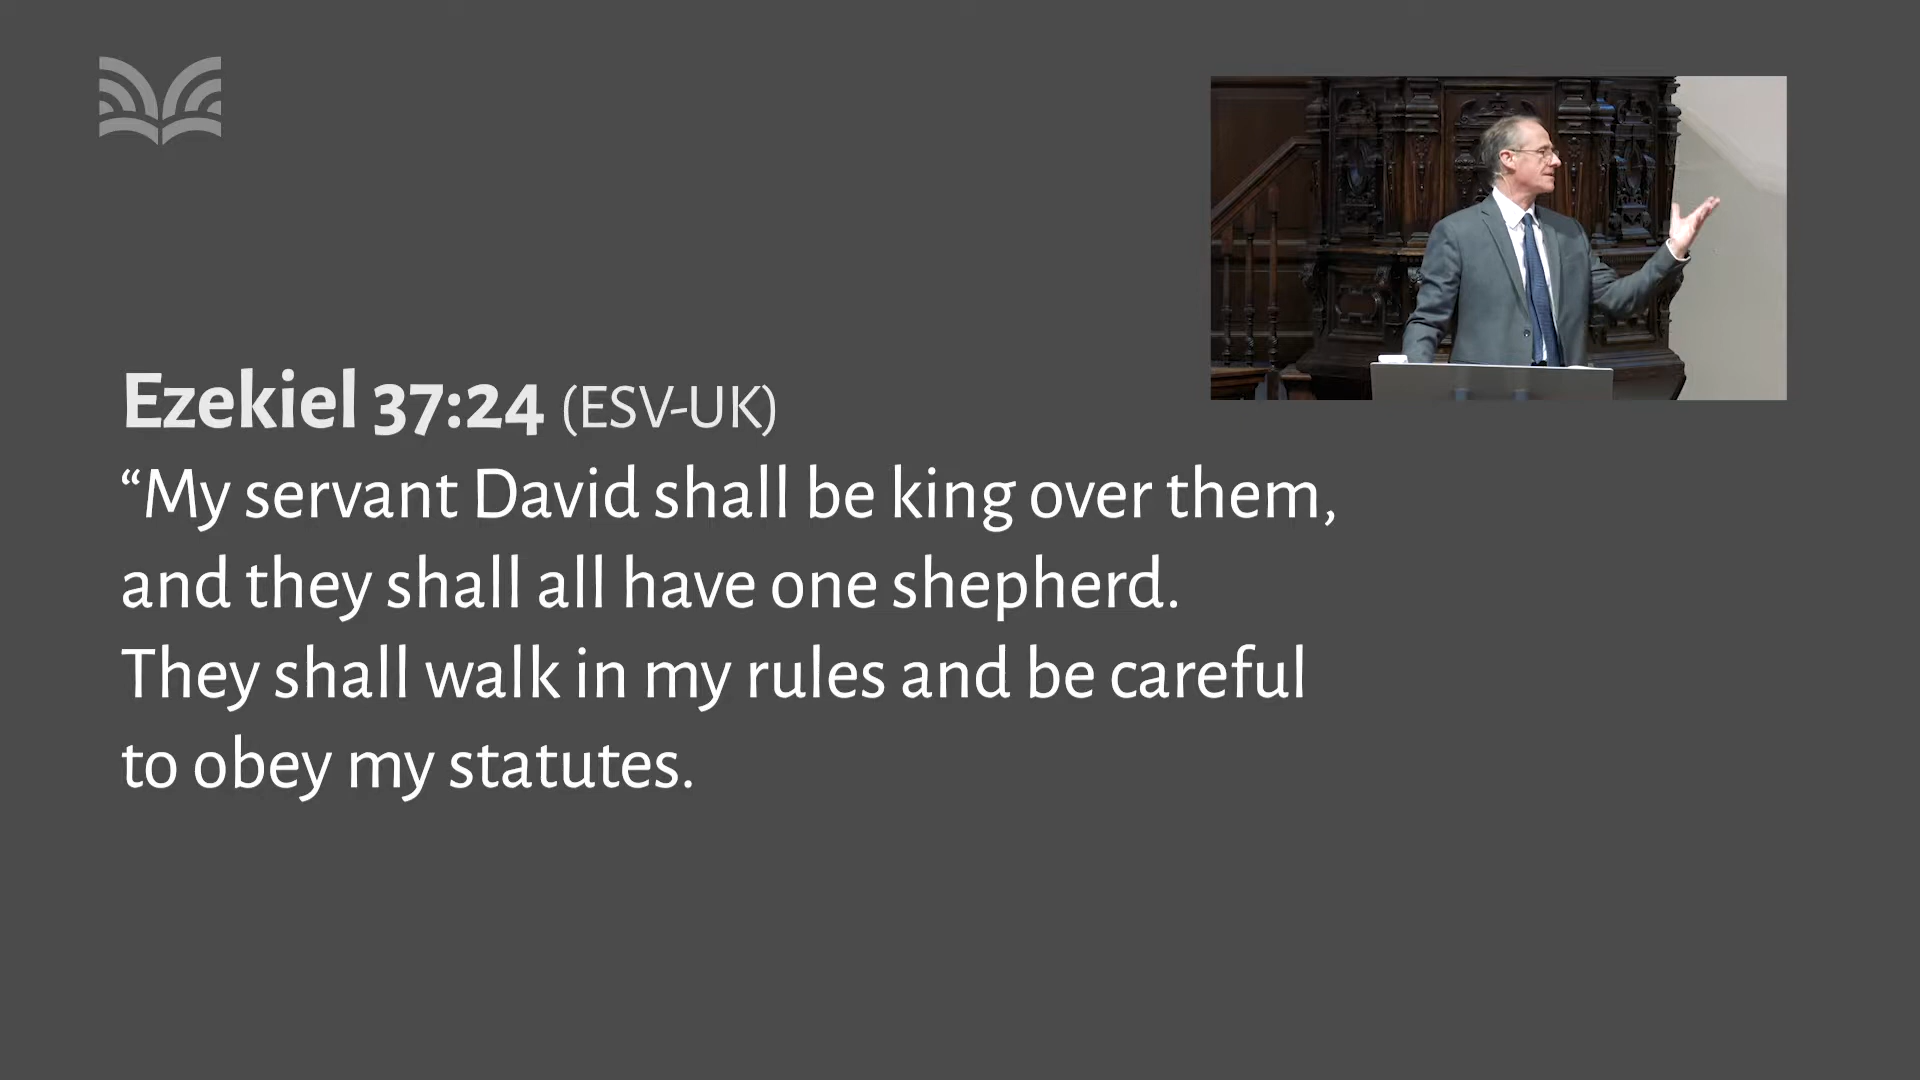 Ezekiel 37:24 (ESV-UK)
“My servant David shall be king over them,
and they shall all have one shepherd.
They shall walk in my rules and be careful
to obey my statutes.